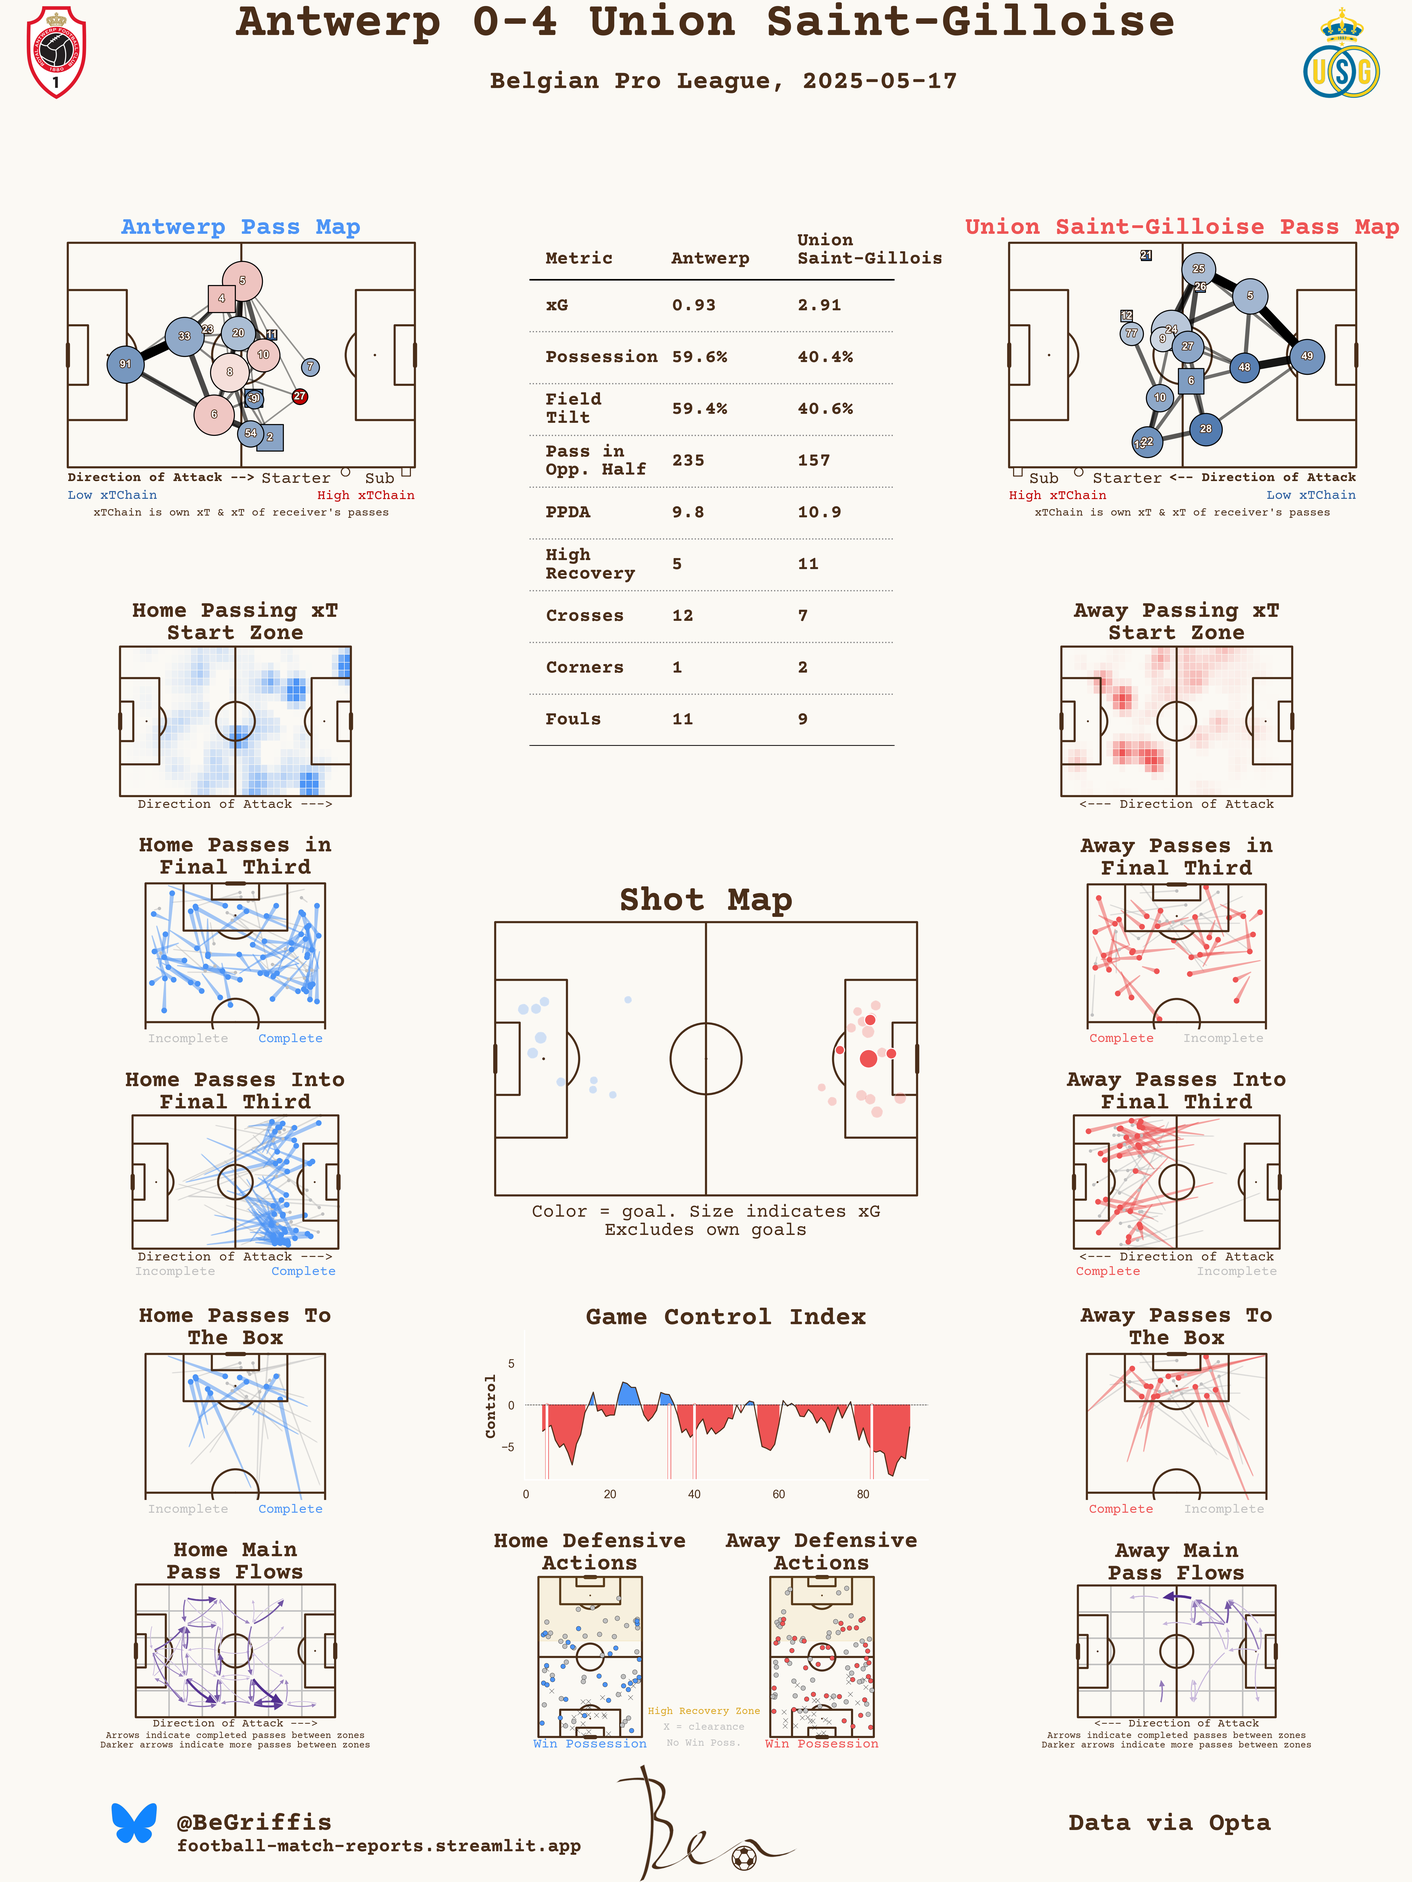 Antwerp 0-4 Union Saint-Gilloise
Belgian Pro League, 2025-05-17
1
USG
Antwerp Pass Map
5
4
33
23
20
11
10
91
8
7
27
6
54
2
Direction of Attack --> Starter Sub
Low xTChain High xTChain
xTChain is own xT & xT of receiver's passes
Metric Antwerp Union
Saint-Gillois
xG 0.93 2.91
Possession 59.6% 40.4%
Field
Tilt 59.4% 40.6%
Pass in
Opp. Half 235 157
PPDA 9.8 10.9
High
Recovery 5 11
Crosses 12 7
Corners 1 2
Fouls 11 9
Union Saint-Gilloise Pass Map
21
25
26
5
12
77
24
9
27
49
48
6
10
28
22
Sub Starter <-- Direction of Attack
High xTChain Low xTChain
xTChain is own xT & xT of receiver's passes
Home Passing xT
Start Zone
Direction of Attack --->
Away Passing xT
Start Zone
<--- Direction of Attack
Home Passes in
Final Third
Incomplete Complete
Away Passes in
Final Third
Complete Incomplete
Shot Map
Color = goal. Size indicates xG
Excludes own goals
Home Passes Into
Final Third
Direction of Attack --->
Incomplete Complete
Away Passes Into
Final Third
<--- Direction of Attack
Complete Incomplete
Home Passes To
The Box
Incomplete Complete
Game Control Index
Control
5
0
−5
0 20 40 60 80
Away Passes To
The Box
Complete Incomplete
Home Main
Pass Flows
Direction of Attack --->
Arrows indicate completed passes between zones
Darker arrows indicate more passes between zones
Home Defensive
Actions
Win Possession
Away Defensive
Actions
Win Possession
High Recovery Zone
X = clearance
No Win Poss.
Away Main
Pass Flows
<--- Direction of Attack
Arrows indicate completed passes between zones
Darker arrows indicate more passes between zones
@BeGriffis
football-match-reports.streamlit.app
Ben
Data via Opta